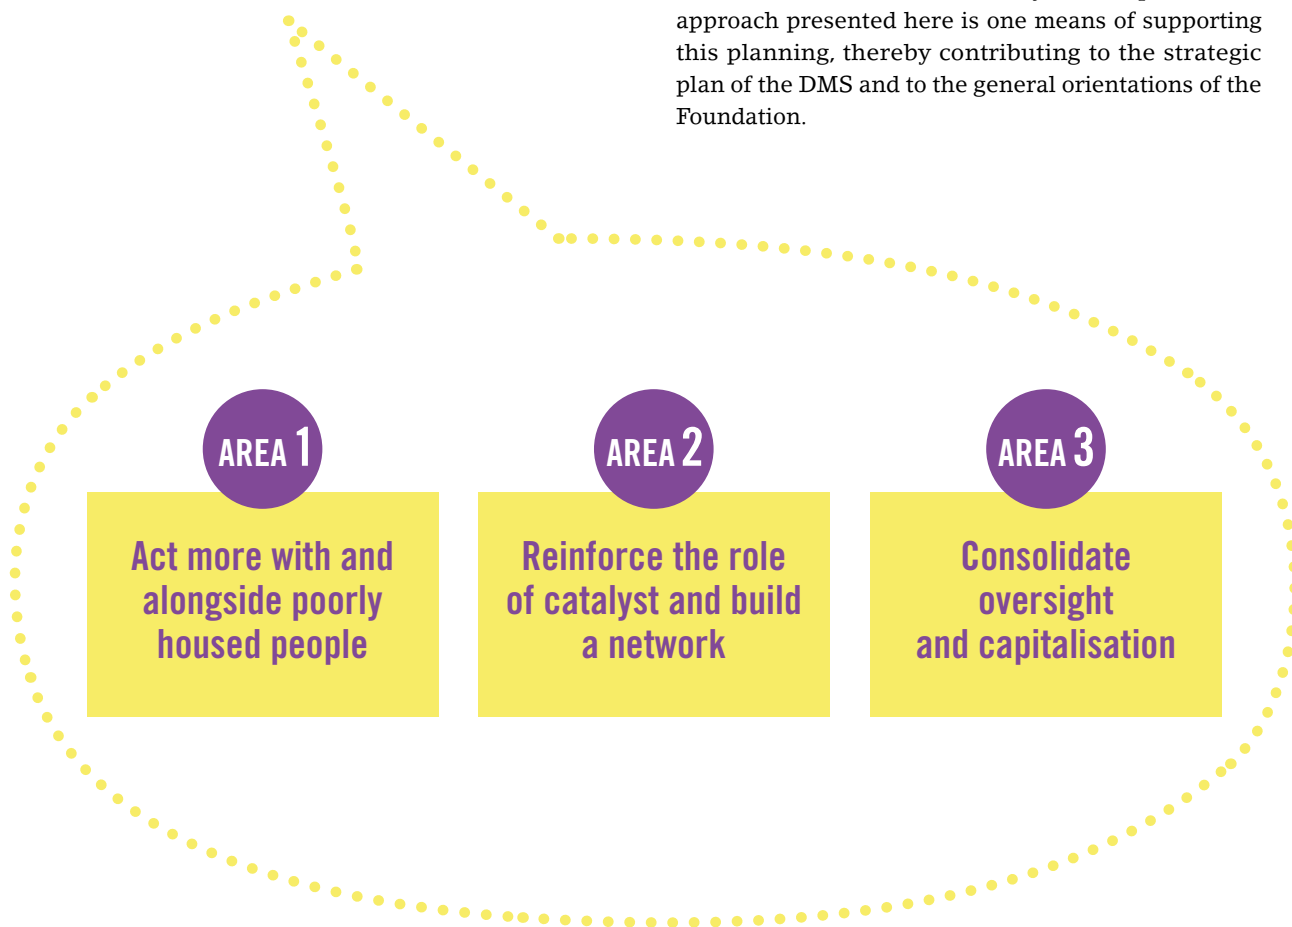 approach presented here is one means of supporting
this planning, thereby contributing to the strategic
plan of the DMS and to the general orientations of the
Foundation.
AREA 1
Act more with and
alongside poorly
housed people
AREA 2
Reinforce the role
of catalyst and build
a network
AREA 3
Consolidate
oversight
and capitalisation